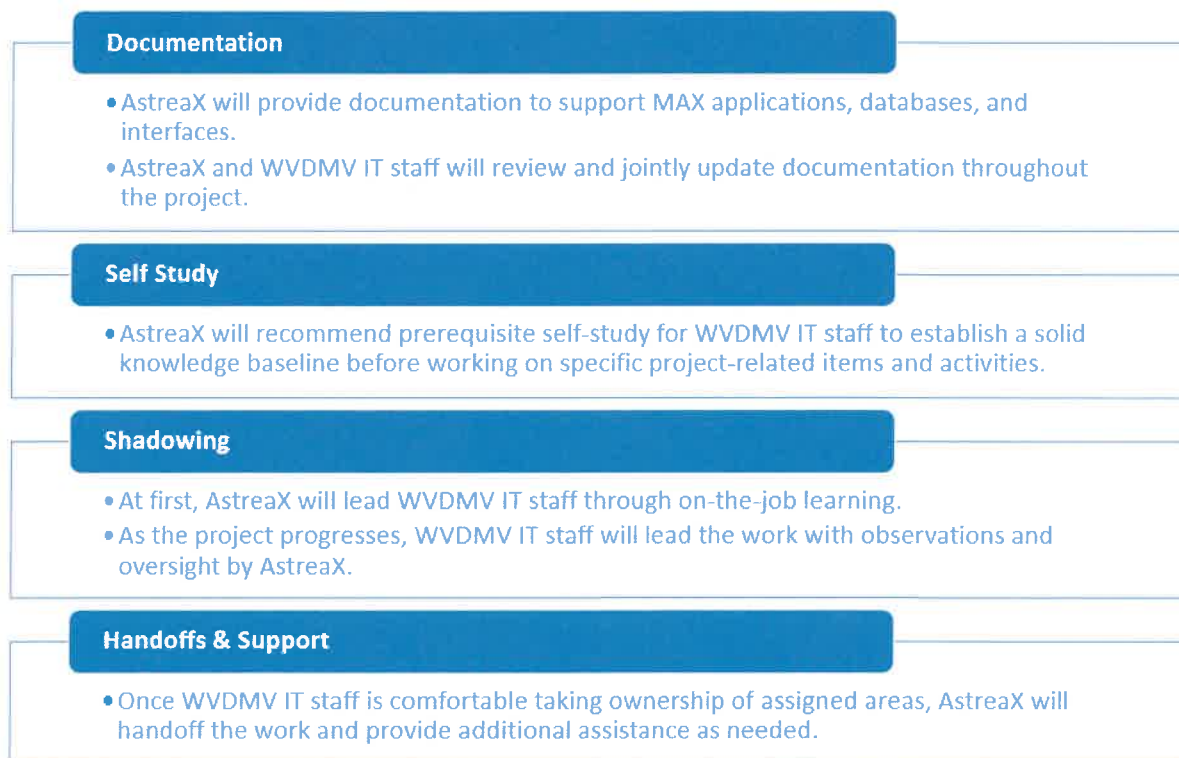 Documentation
• AstreaX will provide documentation to support MAX applications, databases, and
interfaces.
• AstreaX and WVDMV IT staff will review and jointly update documentation throughout
the project.
Self Study
• AstreaX will recommend prerequisite self-study for WVDMV IT staff to establish a solid
knowledge baseline before working on specific project-related items and activities.
Shadowing
• At first, AstreaX will lead WVDMV IT staff through on-the-job learning.
• As the project progresses, WVDMV IT staff will lead the work with observations and
oversight by AstreaX.
Handoffs & Support
• Once WVDMV IT staff is comfortable taking ownership of assigned areas, AstreaX will
handoff the work and provide additional assistance as needed.